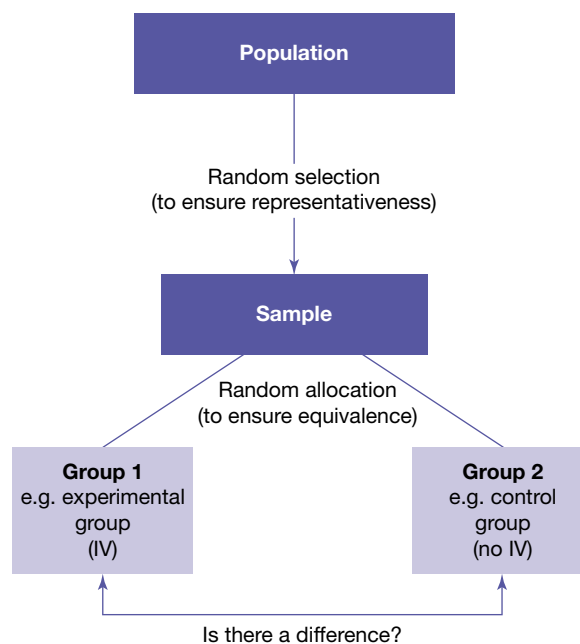 Population
Random selection
(to ensure representativeness)
Sample
Random allocation
(to ensure equivalence)
Group 1
e.g. experimental
group
(IV)
Group 2
e.g. control
group
(no IV)
Is there a difference?